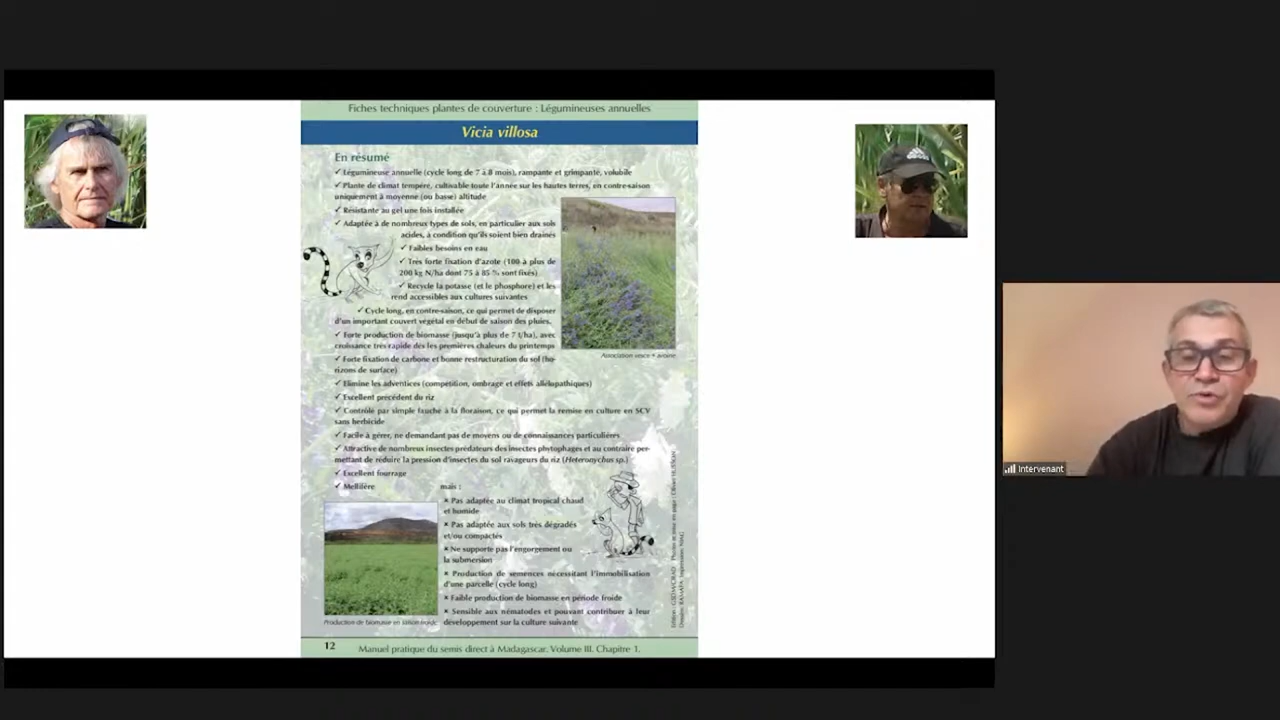 Fiches techniques plantes de couverture : Légumineuses annuelles
Vicia villosa
En résumé
✓ Légumineuse annuelle (cycle long de 7 à 8 mois), rampante et grimpante, volubile
✓ Plante de climat tempéré, cultivable toute l'année sur les hautes terres, en contre-saison
uniquement à moyenne (ou basse) altitude
✓ Résistante au gel une fois installée
✓ Adaptée à de nombreux types de sols, en particulier aux sols
acides, à condition qu'ils soient bien drainés
✓ Faibles besoins en eau
✓ Très forte fixation d'azote (100 à plus de
200 kg N/ha dont 75 à 85 % sont fixés)
✓ Recycle la potasse (et le phosphore) et les
rend accessibles aux cultures suivantes
✓ Cycle long, en contre-saison, ce qui permet de disposer
d'un important couvert végétal en début de saison des pluies.
✓ Forte production de biomasse (jusqu'à plus de 7 t/ha), avec
croissance très rapide dès les premières chaleurs du printemps
Association vesce + avoine
✓ Forte fixation de carbone et bonne restructuration du sol (ho-
rizons de surface)
✓ Elimine les adventices (compétition, ombrage et effets allélopathiques)
✓ Excellent précédent du riz
✓ Contrôlé par simple fauche à la floraison, ce qui permet la remise en culture en SCV
sans herbicide
✓ Facile à gérer, ne demandant pas de moyens ou de connaissances particulières
✓ Attractive de nombreux insectes prédateurs des insectes phytophages et au contraire per-
mettant de réduire la pression d'insectes du sol ravageurs du riz (Heteronychus sp.)
✓ Excellent fourrage
✓ Mellifère
mais :
× Pas adaptée au climat tropical chaud
et humide
× Pas adaptée aux sols très dégradés
et/ou compactés
× Ne supporte pas l'engorgement ou
la submersion
× Production de semences nécessitant l'immobilisation
d'une parcelle (cycle long)
× Faible production de biomasse en période froide
× Sensible aux nématodes et pouvant contribuer à leur
développement sur la culture suivante
Production de biomasse en saison froide
12
Manuel pratique du semis direct à Madagascar. Volume III. Chapitre 1.
Intervenant